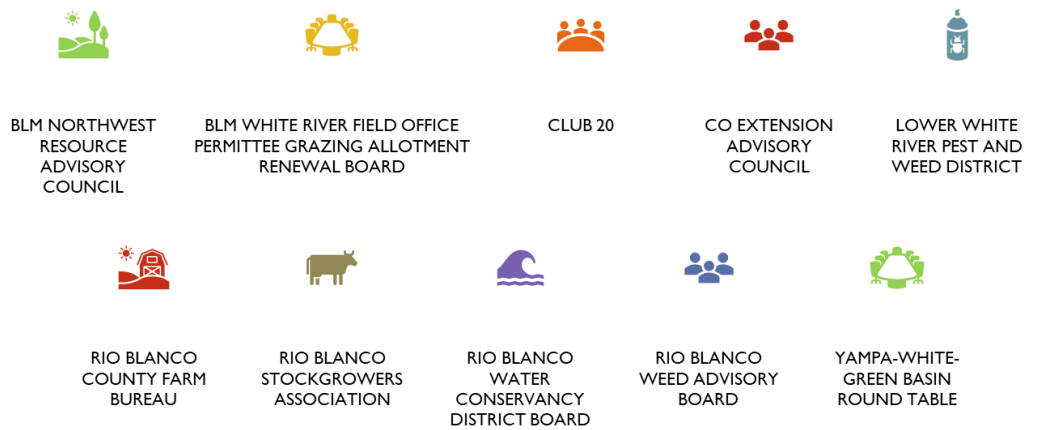 BLM NORTHWEST
RESOURCE
ADVISORY
COUNCIL
BLM WHITE RIVER FIELD OFFICE
PERMITTEE GRAZING ALLOTMENT
RENEWAL BOARD
CLUB 20
CO EXTENSION
ADVISORY
COUNCIL
LOWER WHITE
RIVER PEST AND
WEED DISTRICT
RIO BLANCO
COUNTY FARM
BUREAU
RIO BLANCO
STOCKGROWERS
ASSOCIATION
RIO BLANCO
WATER
CONSERVANCY
DISTRICT BOARD
RIO BLANCO
WEED ADVISORY
BOARD
YAMPA-WHITE-
GREEN BASIN
ROUND TABLE